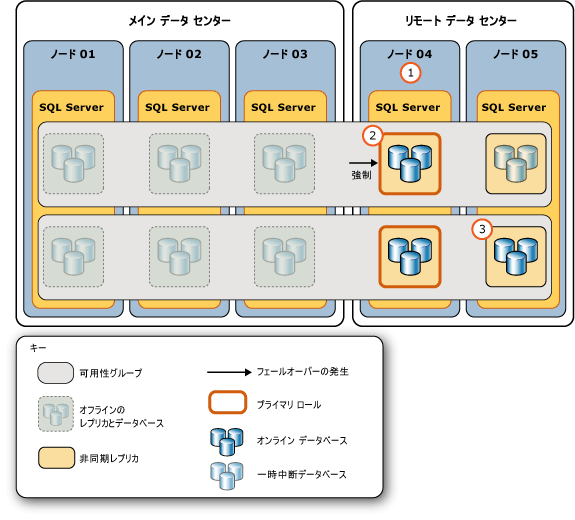 メイン データ センター
リモート データ センター
ノード 01
ノード 02
ノード 03
ノード 04
ノード 05
1
SQL Server
SQL Server
SQL Server
SQL Server
SQL Server
2
強制
3
キー
可用性グループ
オフラインの
レプリカとデータベース
非同期レプリカ
フェールオーバーの発生
プライマリ ロール
オンライン データベース
一時中断データベース